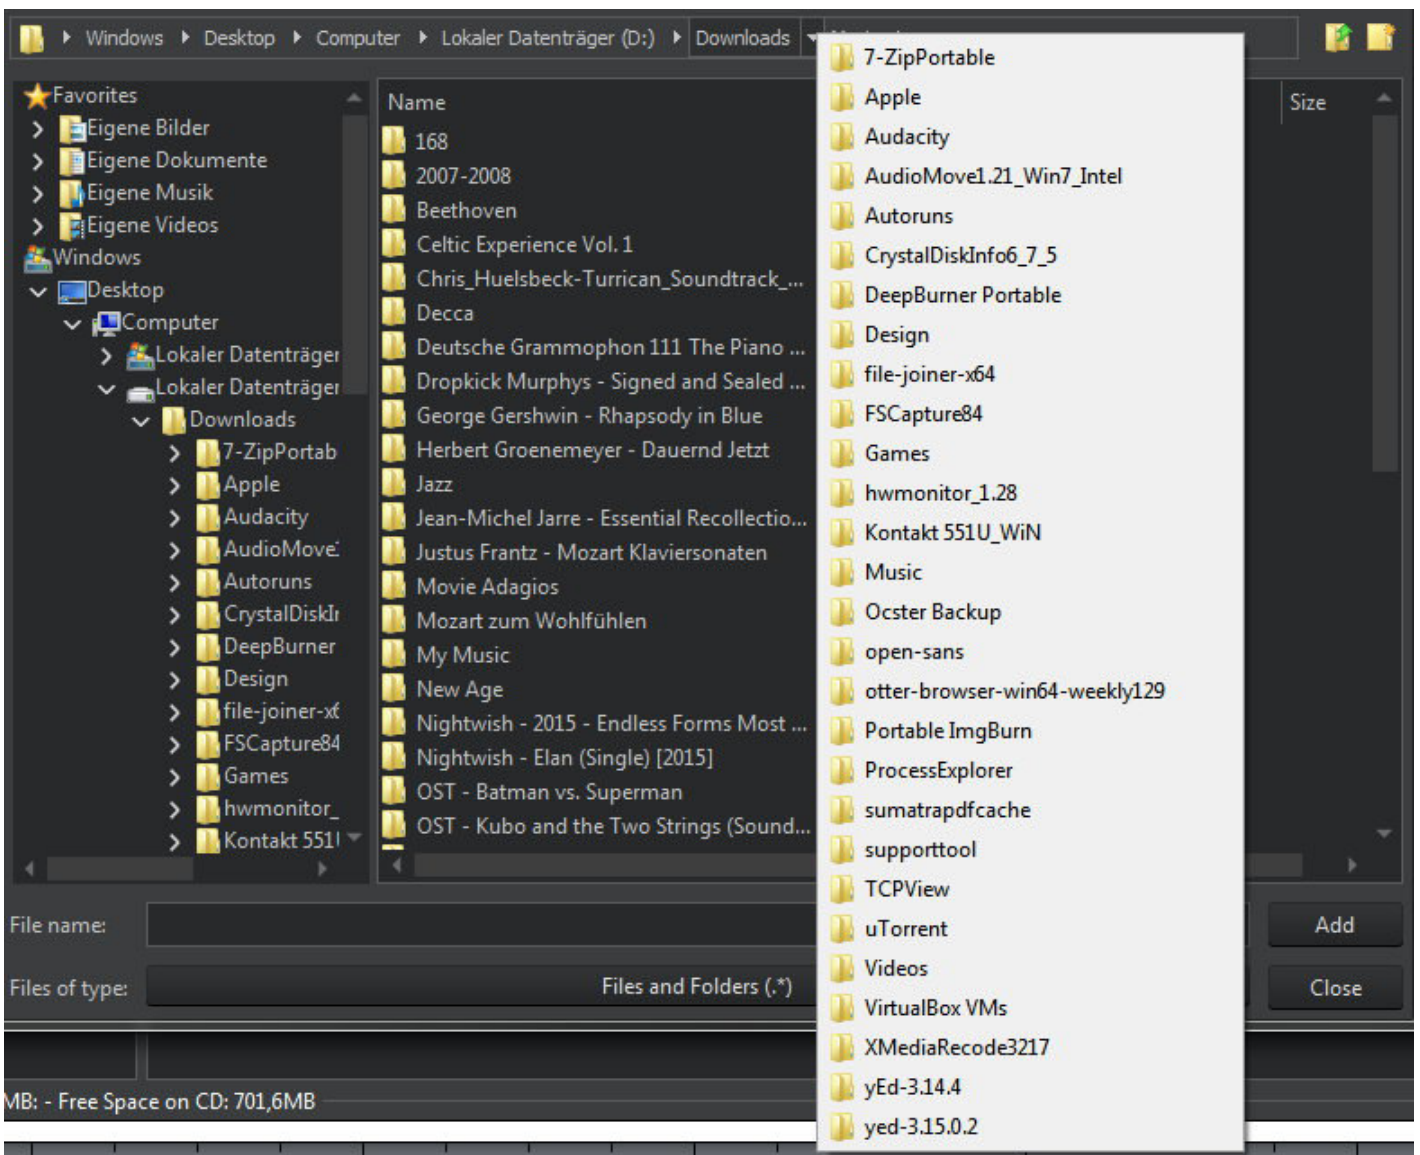 Windows Desktop Computer Lokaler Datenträger (D:) Downloads
Favorites
Eigene Bilder
Eigene Dokumente
Eigene Musik
Eigene Videos
Windows
Desktop
Computer
Lokaler Datenträger
Lokaler Datenträger
Downloads
7-ZipPortab
Apple
Audacity
AudioMove
Autoruns
CrystalDiskIn
DeepBurner
Design
file-joiner-x6
FSCapture84
Games
hwmonitor_
Kontakt 551U
Name
168
2007-2008
Beethoven
Celtic Experience Vol. 1
Chris_Huelsbeck-Turrican_Soundtrack_...
Decca
Deutsche Grammophon 111 The Piano ...
Dropkick Murphys - Signed and Sealed ...
George Gershwin - Rhapsody in Blue
Herbert Groenemeyer - Dauernd Jetzt
Jazz
Jean-Michel Jarre - Essential Recollectio...
Justus Frantz - Mozart Klaviersonaten
Movie Adagios
Mozart zum Wohlfühlen
My Music
New Age
Nightwish - 2015 - Endless Forms Most ...
Nightwish - Elan (Single) [2015]
OST - Batman vs. Superman
OST - Kubo and the Two Strings (Sound...
7-ZipPortable
Apple
Audacity
AudioMove1.21_Win7_Intel
Autoruns
CrystalDiskInfo6_7_5
DeepBurner Portable
Design
file-joiner-x64
FSCapture84
Games
hwmonitor_1.28
Kontakt 551U_WiN
Music
Ocster Backup
open-sans
otter-browser-win64-weekly129
Portable ImgBurn
ProcessExplorer
sumatrapdfcache
supporttool
TCPView
uTorrent
Videos
VirtualBox VMs
XMediaRecode3217
yEd-3.14.4
yed-3.15.0.2
Size
File name:
Add
Files of type:
Files and Folders (.*)
Close
MB: - Free Space on CD: 701,6MB